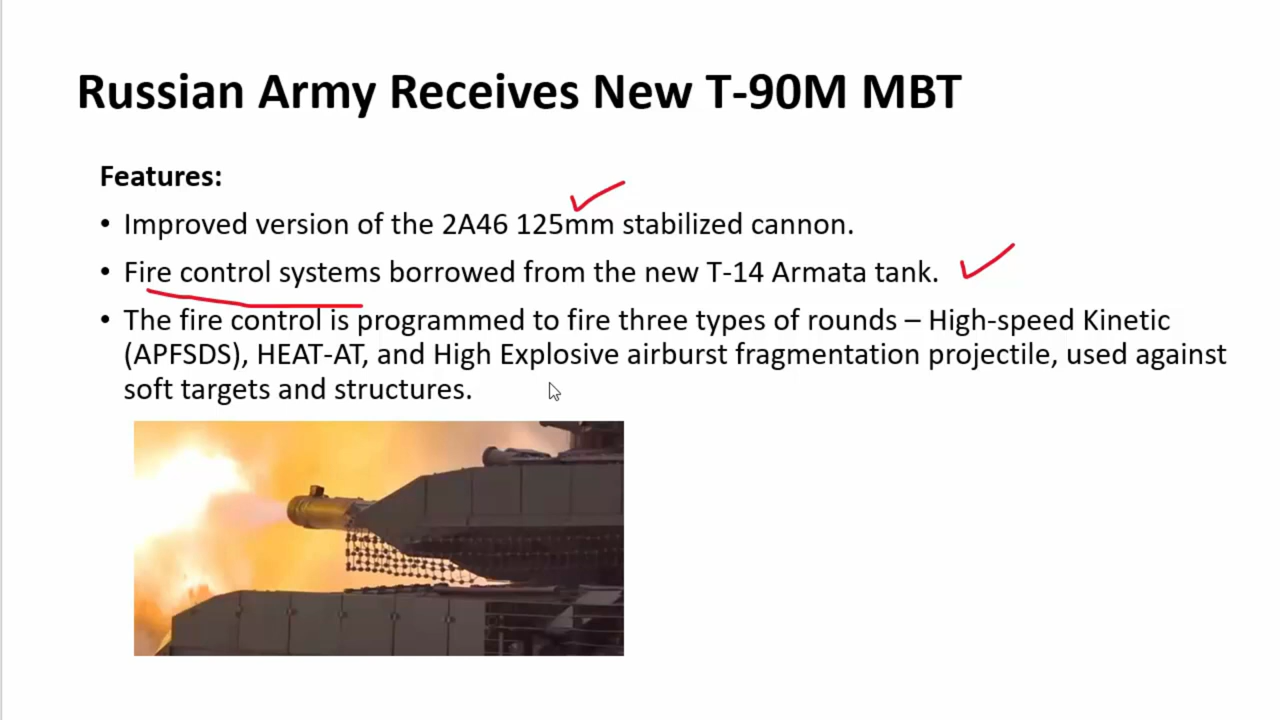 Russian Army Receives New T-90M MBT
Features:
• Improved version of the 2A46 125mm stabilized cannon.
• Fire control systems borrowed from the new T-14 Armata tank.
• The fire control is programmed to fire three types of rounds – High-speed Kinetic
(APFSDS), HEAT-AT, and High Explosive airburst fragmentation projectile, used against
soft targets and structures.